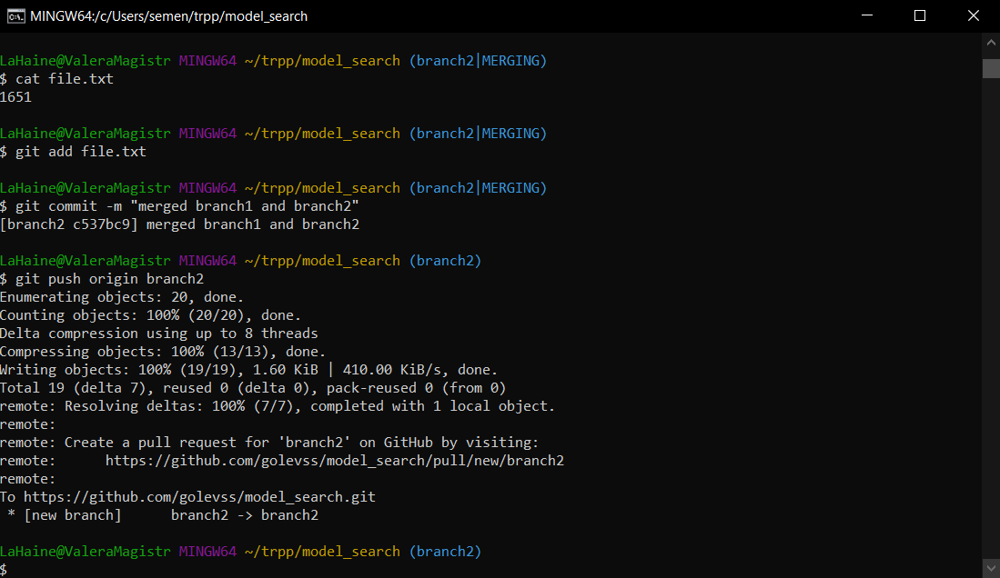 MINGW64:/c/Users/semen/trpp/model_search
LaHaine@ValeraMagistr MINGW64 ~/trpp/model_search (branch2|MERGING)
$ cat file.txt
1651
LaHaine@ValeraMagistr MINGW64 ~/trpp/model_search (branch2|MERGING)
$ git add file.txt
LaHaine@ValeraMagistr MINGW64 ~/trpp/model_search (branch2|MERGING)
$ git commit -m "merged branch1 and branch2"
[branch2 c537bc9] merged branch1 and branch2
LaHaine@ValeraMagistr MINGW64 ~/trpp/model_search (branch2)
$ git push origin branch2
Enumerating objects: 20, done.
Counting objects: 100% (20/20), done.
Delta compression using up to 8 threads
Compressing objects: 100% (13/13), done.
Writing objects: 100% (19/19), 1.60 KiB | 410.00 KiB/s, done.
Total 19 (delta 7), reused 0 (delta 0), pack-reused 0 (from 0)
remote: Resolving deltas: 100% (7/7), completed with 1 local object.
remote:
remote: Create a pull request for 'branch2' on GitHub by visiting:
remote:      https://github.com/golevss/model_search/pull/new/branch2
remote:
To https://github.com/golevss/model_search.git
 * [new branch]      branch2 -> branch2
LaHaine@ValeraMagistr MINGW64 ~/trpp/model_search (branch2)
$